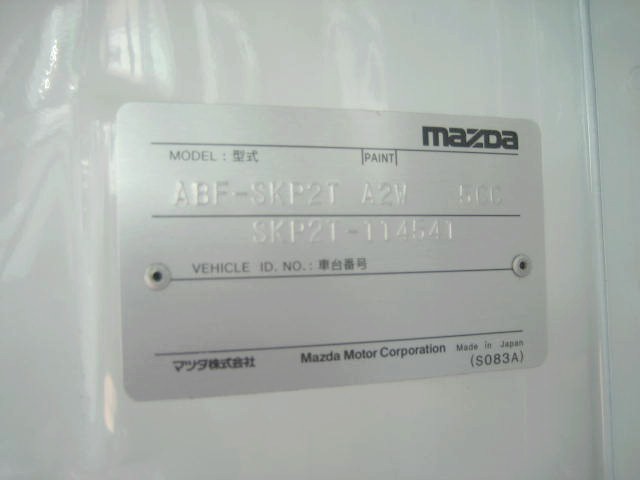 mazda
MODEL : 型式 PAINT
ABF-SKP2T A2W 5CC
SKP2T-114541
VEHICLE ID. NO. : 車台番号
マツダ株式会社 Mazda Motor Corporation Made in Japan
(S083A)